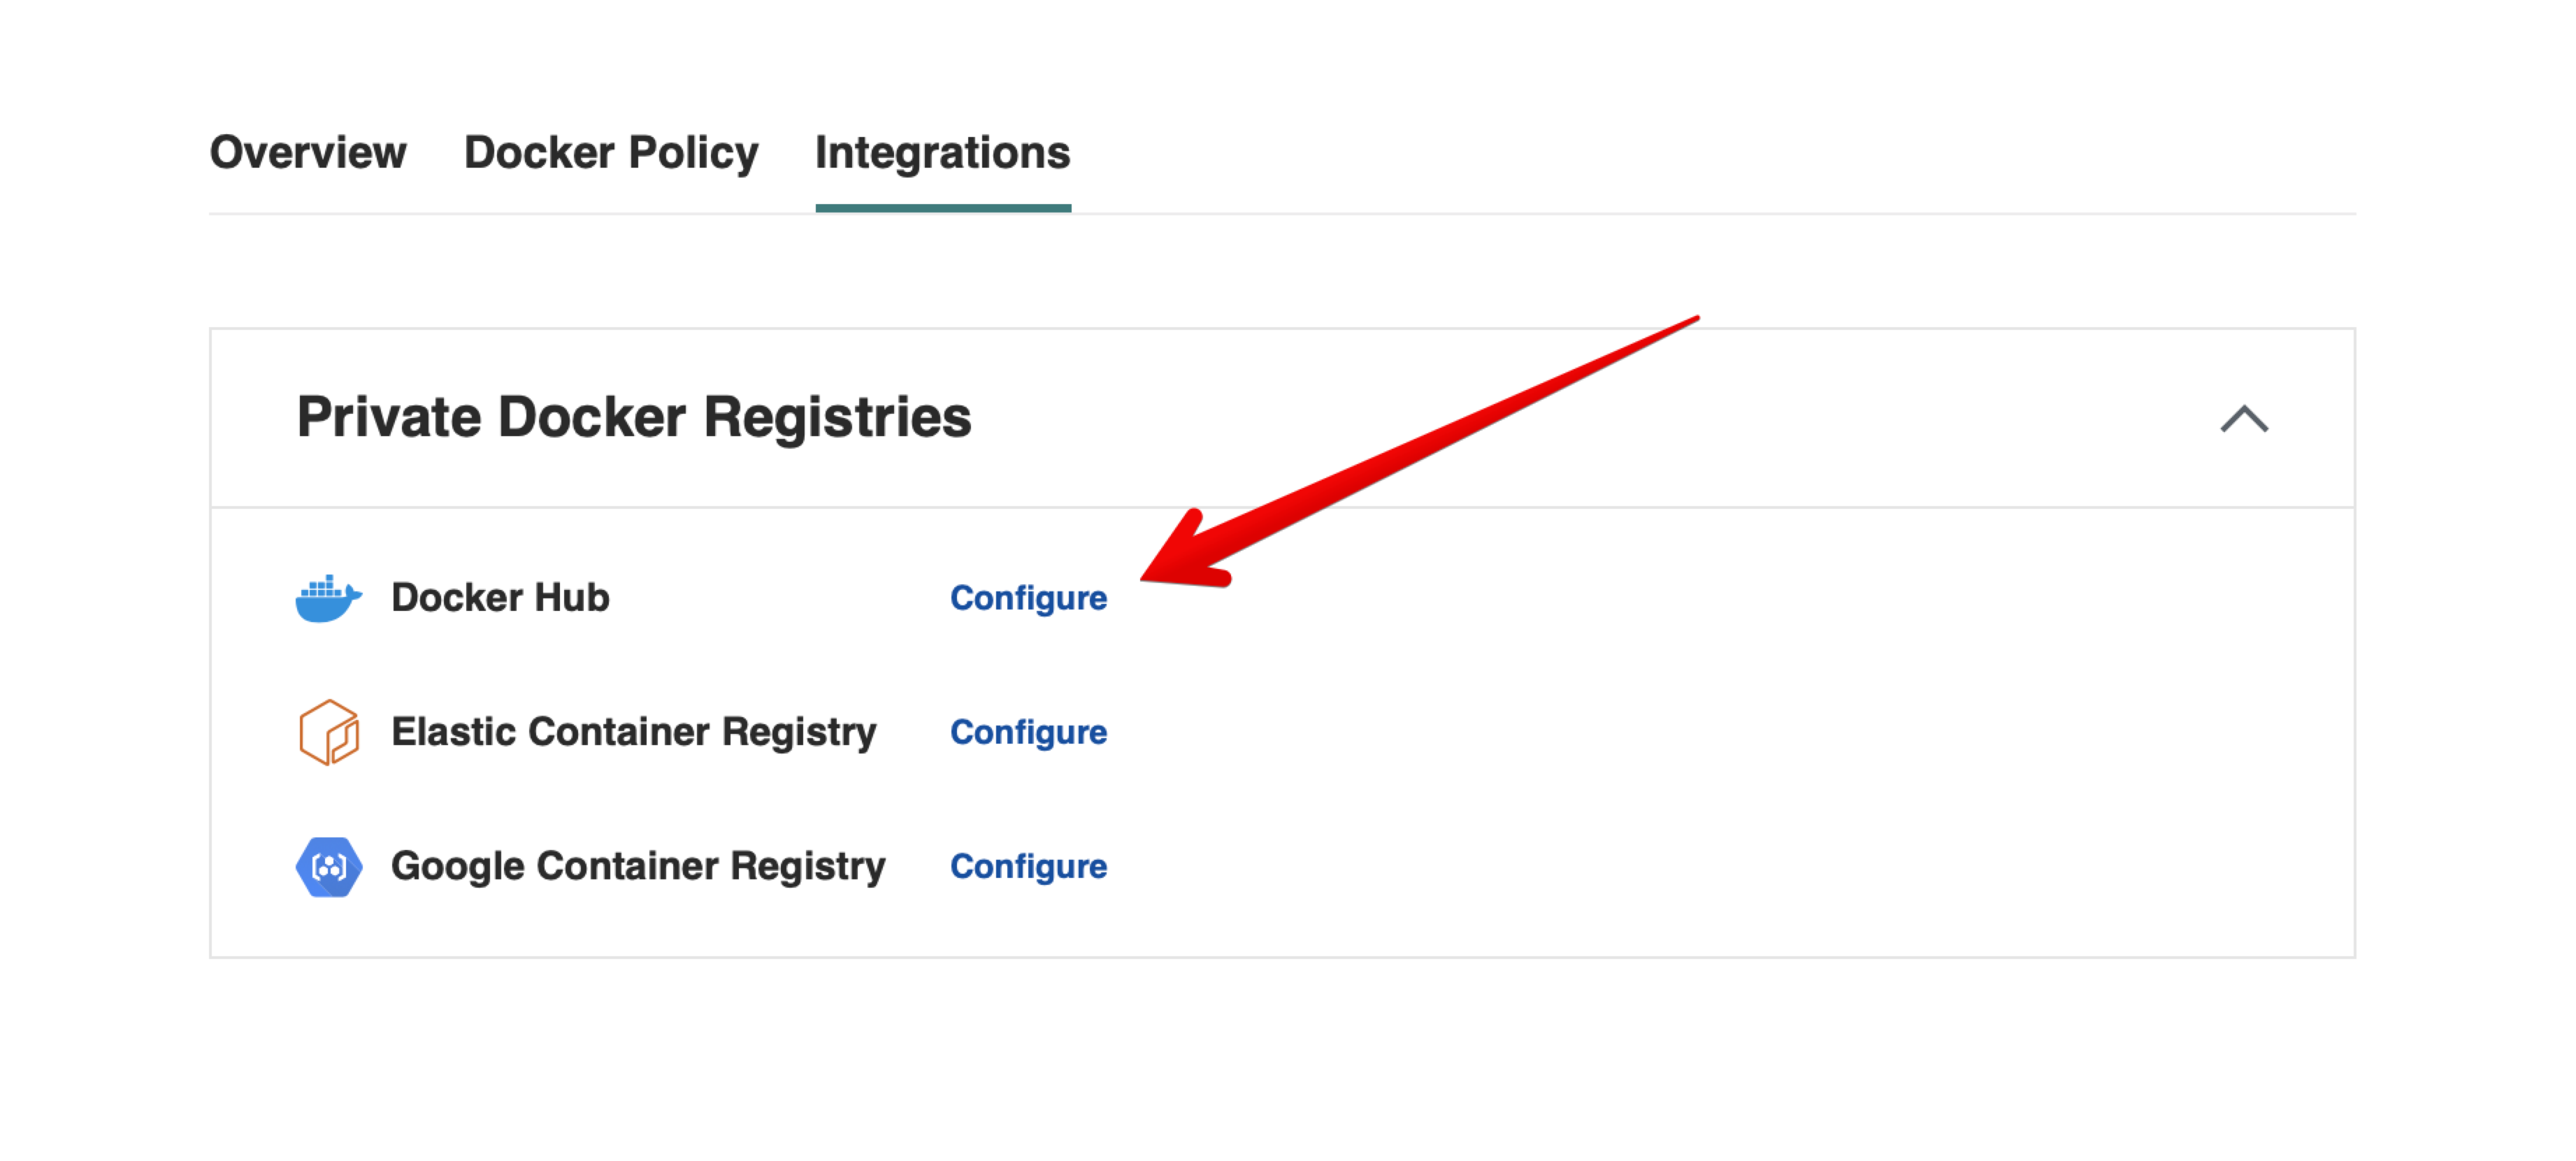 Overview Docker Policy Integrations
Private Docker Registries
Docker Hub Configure
Elastic Container Registry Configure
Google Container Registry Configure